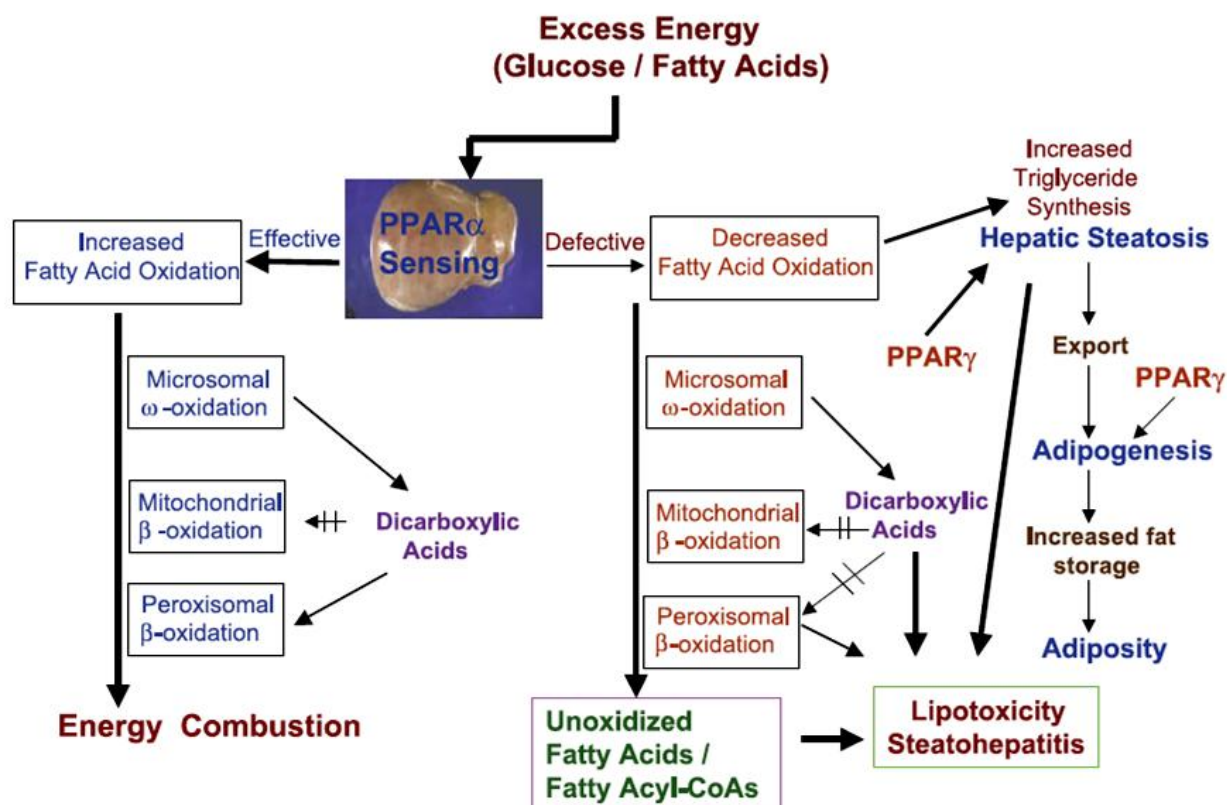 Excess Energy
(Glucose / Fatty Acids)
PPARα
Sensing
Effective
Defective
Increased
Fatty Acid Oxidation
Decreased
Fatty Acid Oxidation
Increased
Triglyceride
Synthesis
Hepatic Steatosis
PPARγ
Export
PPARγ
Adipogenesis
Increased fat
storage
Adiposity
Microsomal
ω-oxidation
Mitochondrial
β-oxidation
Dicarboxylic
Acids
Peroxisomal
β-oxidation
Energy Combustion
Microsomal
ω-oxidation
Mitochondrial
β-oxidation
Dicarboxylic
Acids
Peroxisomal
β-oxidation
Unoxidized
Fatty Acids /
Fatty Acyl-CoAs
Lipotoxicity
Steatohepatitis